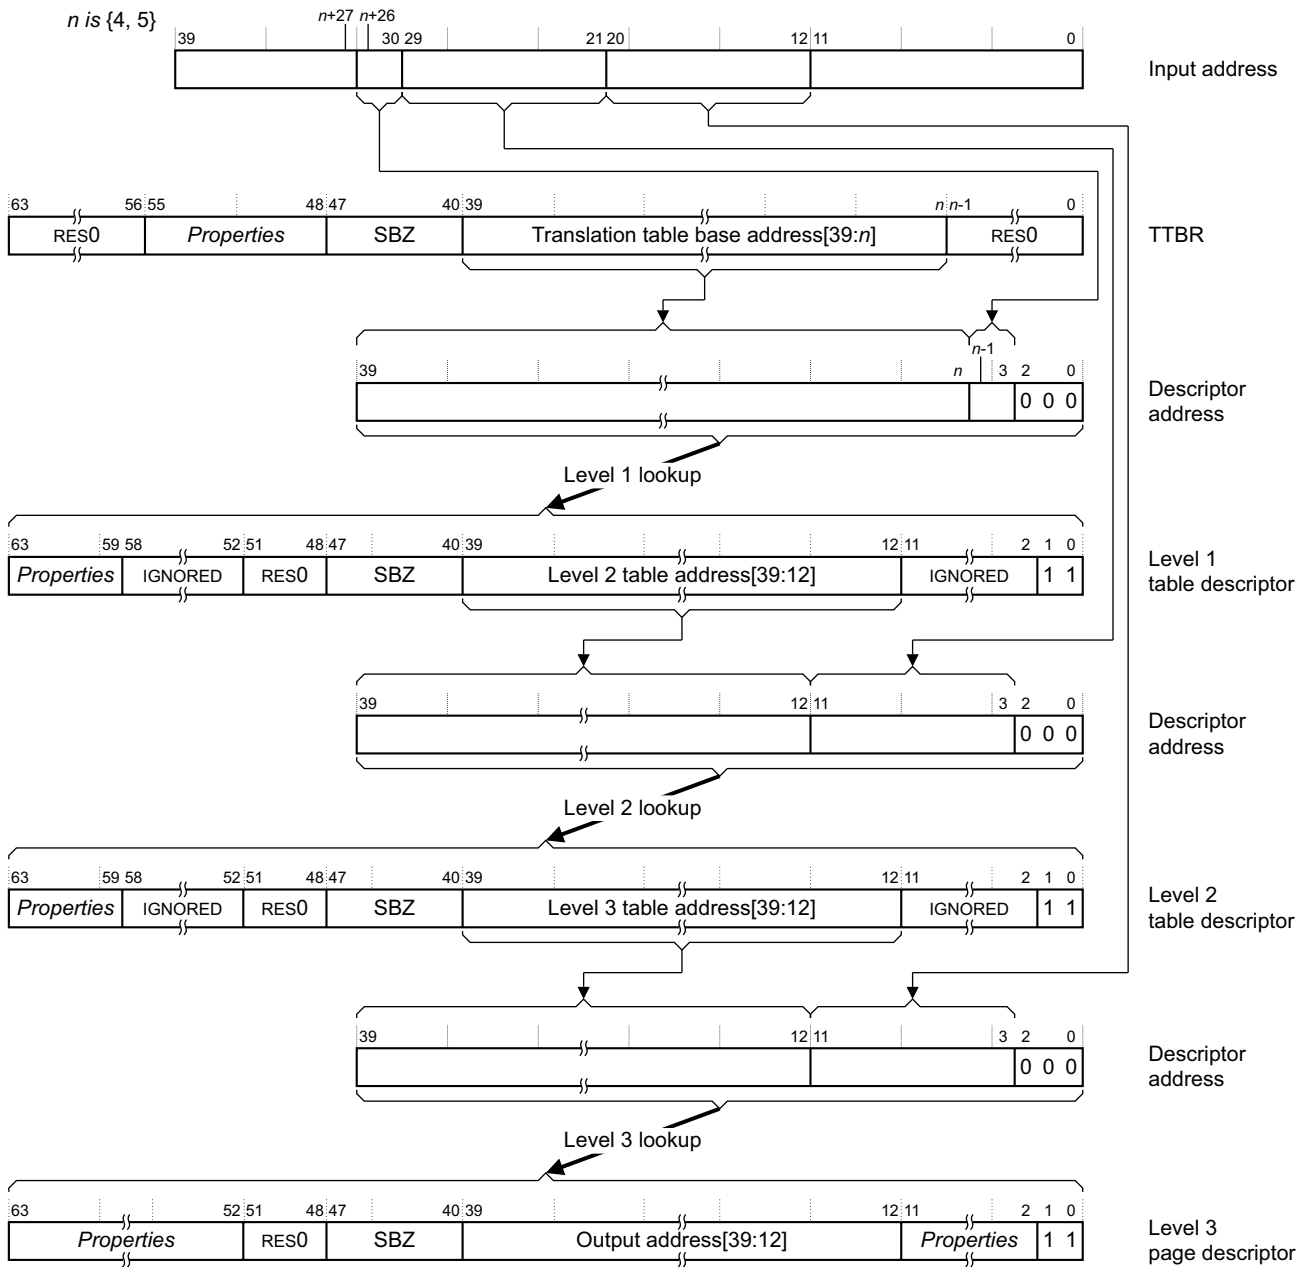 n is {4, 5}
n+27 n+26
39 30 29 21 20 12 11 0
Input address
63 56 55 48 47 40 39 n n-1 0
RES0 Properties SBZ Translation table base address[39:n] RES0
TTBR
n-1
39 n 3 2 0
0 0 0
Descriptor
address
Level 1 lookup
63 59 58 52 51 48 47 40 39 12 11 2 1 0
Properties IGNORED RES0 SBZ Level 2 table address[39:12] IGNORED 1 1
Level 1
table descriptor
39 12 11 3 2 0
0 0 0
Descriptor
address
Level 2 lookup
63 59 58 52 51 48 47 40 39 12 11 2 1 0
Properties IGNORED RES0 SBZ Level 3 table address[39:12] IGNORED 1 1
Level 2
table descriptor
39 12 11 3 2 0
0 0 0
Descriptor
address
Level 3 lookup
63 52 51 48 47 40 39 12 11 2 1 0
Properties RES0 SBZ Output address[39:12] Properties 1 1
Level 3
page descriptor